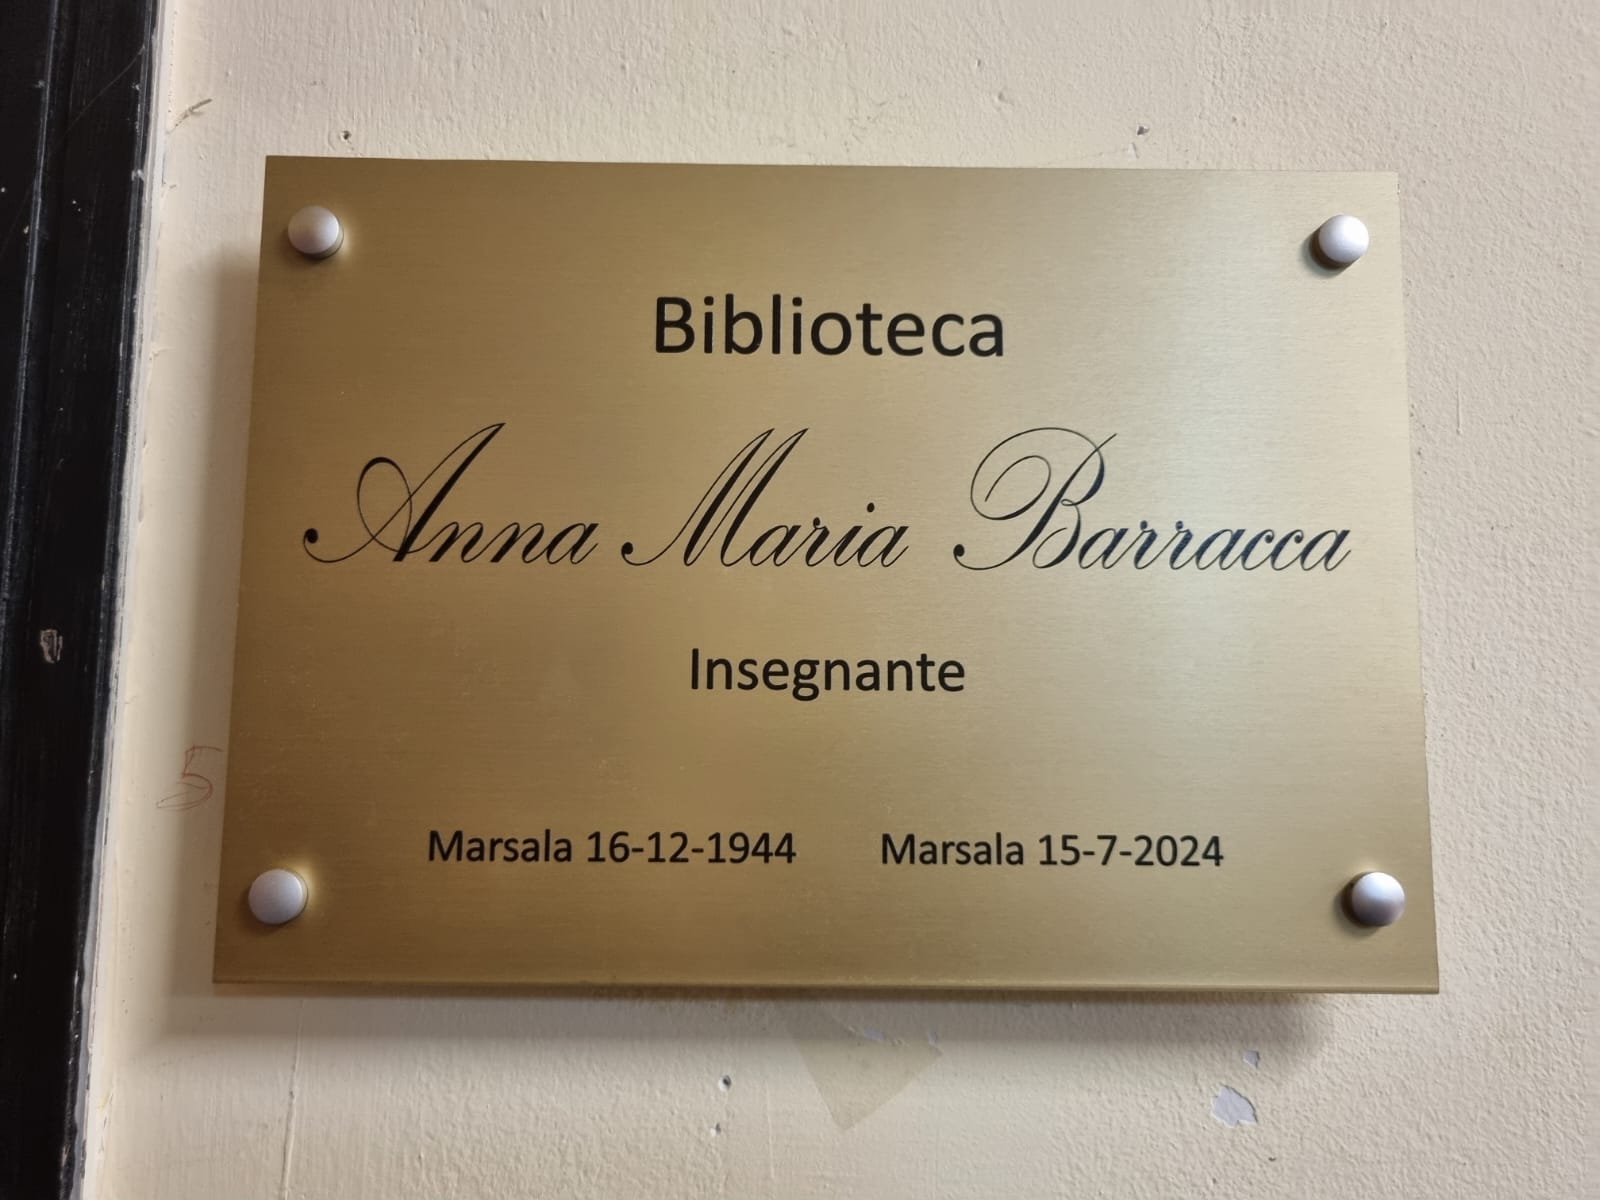 Biblioteca
Anna Maria Barracca
Insegnante
Marsala 16-12-1944 Marsala 15-7-2024